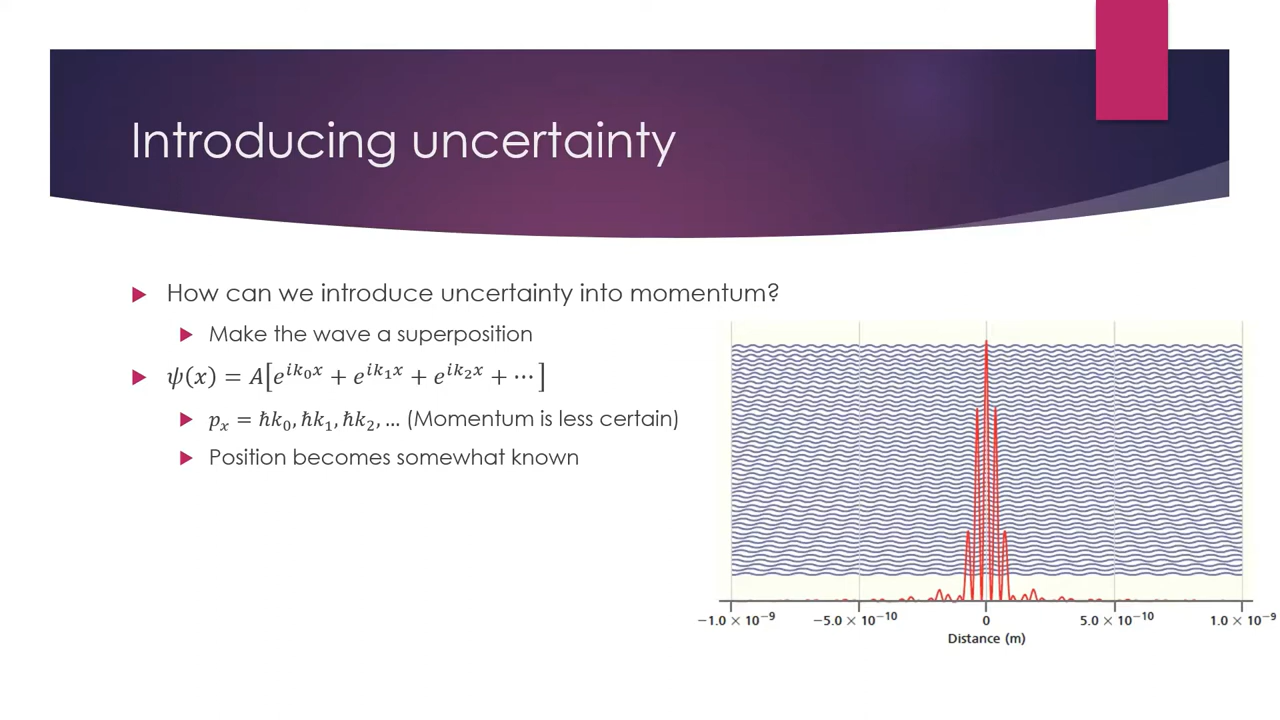 Introducing uncertainty
How can we introduce uncertainty into momentum?
Make the wave a superposition
ψ(x) = A[e^{ik₀x} + e^{ik₁x} + e^{ik₂x} + ⋯]
pₓ = ħk₀, ħk₁, ħk₂, … (Momentum is less certain)
Position becomes somewhat known
−1.0 × 10⁻⁹ −5.0 × 10⁻¹⁰ 0 5.0 × 10⁻¹⁰ 1.0 × 10⁻⁹
Distance (m)